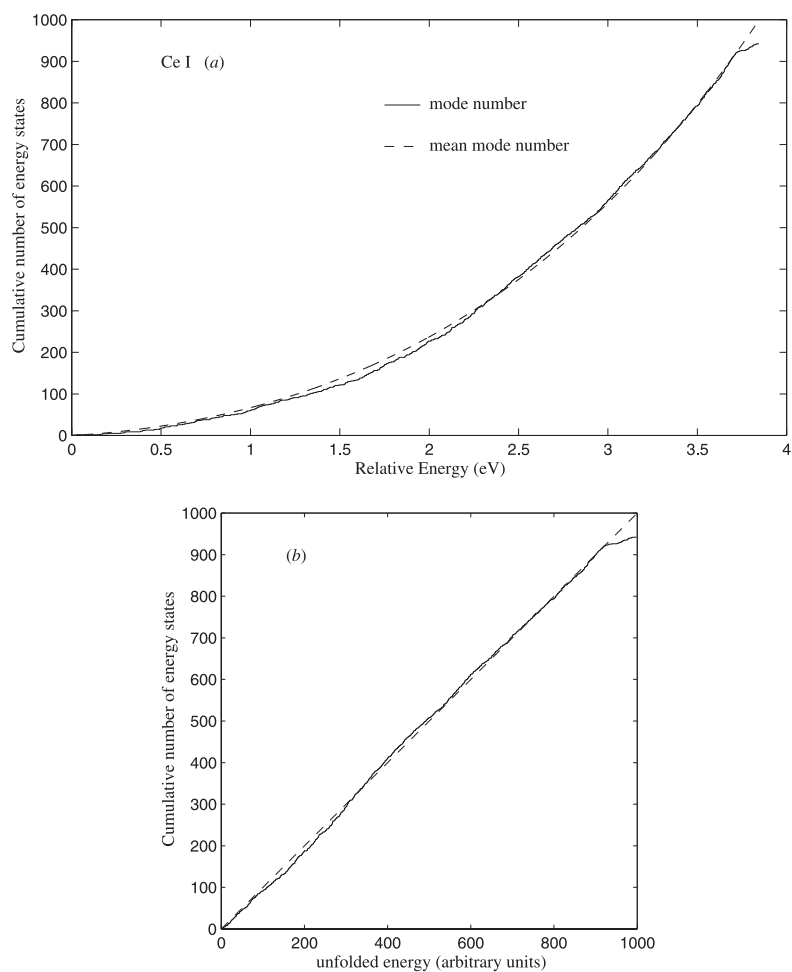 1000
900
800
700
600
500
400
300
200
100
0
Cumulative number of energy states
Ce I (a)
mode number
mean mode number
0 0.5 1 1.5 2 2.5 3 3.5 4
Relative Energy (eV)
1000
900
800
700
600
500
400
300
200
100
0
Cumulative number of energy states
(b)
0 200 400 600 800 1000
unfolded energy (arbitrary units)